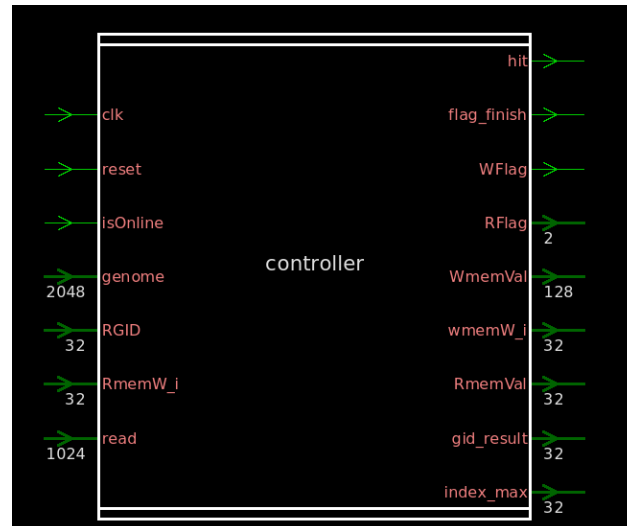 hit
clk
flag_finish
reset
WFlag
isOnline
RFlag
2
controller
genome
WmemVal
2048
128
RGID
wmemW_i
32
32
RmemW_i
RmemVal
32
32
read
gid_result
1024
32
index_max
32